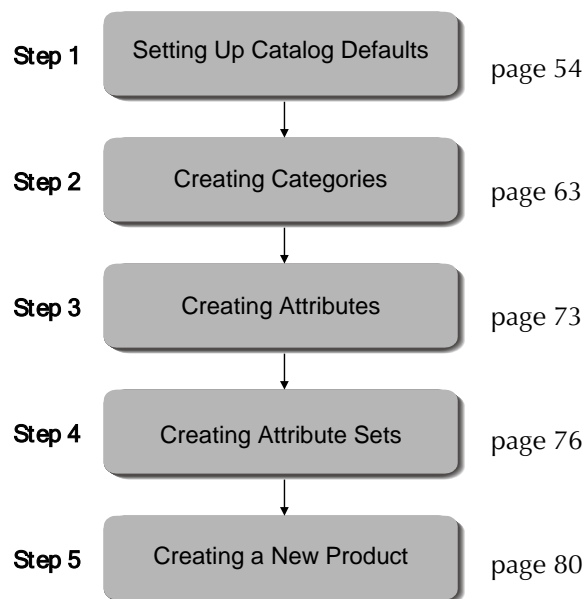 Step 1 Setting Up Catalog Defaults page 54
Step 2 Creating Categories page 63
Step 3 Creating Attributes page 73
Step 4 Creating Attribute Sets page 76
Step 5 Creating a New Product page 80